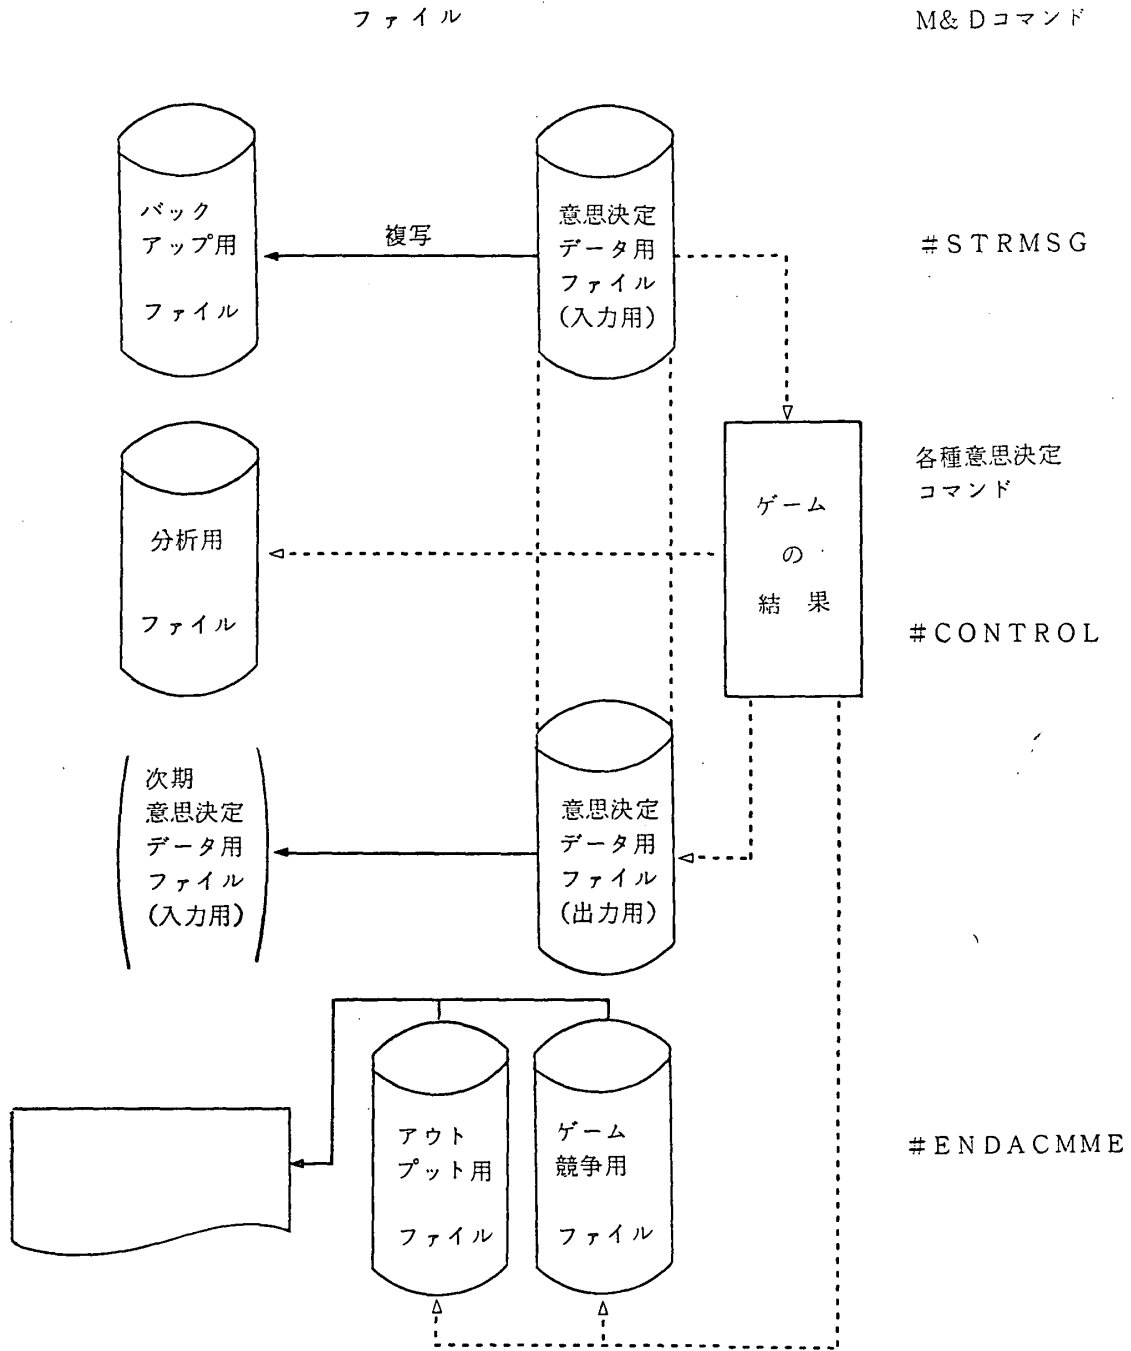 ファイル
M&Dコマンド
バック
アップ用
ファイル
複写
意思決定
データ用
ファイル
(入力用)
#STRMSG
分析用
ファイル
ゲーム
の
結果
各種意思決定
コマンド
#CONTROL
次期
意思決定
データ用
ファイル
(入力用)
意思決定
データ用
ファイル
(出力用)
アウト
プット用
ファイル
ゲーム
競争用
ファイル
#ENDACMME